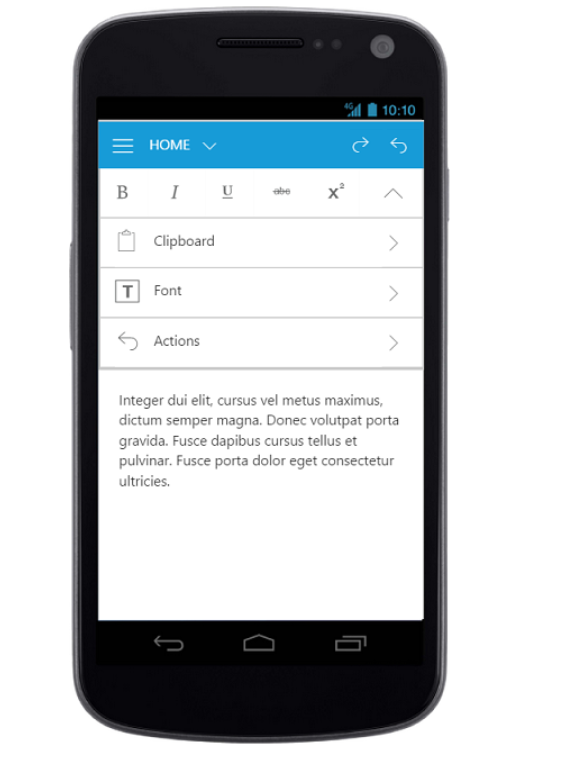 4G 10:10
HOME
B I U abc X²
Clipboard
T Font
Actions
Integer dui elit, cursus vel metus maximus,
dictum semper magna. Donec volutpat porta
gravida. Fusce dapibus cursus tellus et
pulvinar. Fusce porta dolor eget consectetur
ultricies.